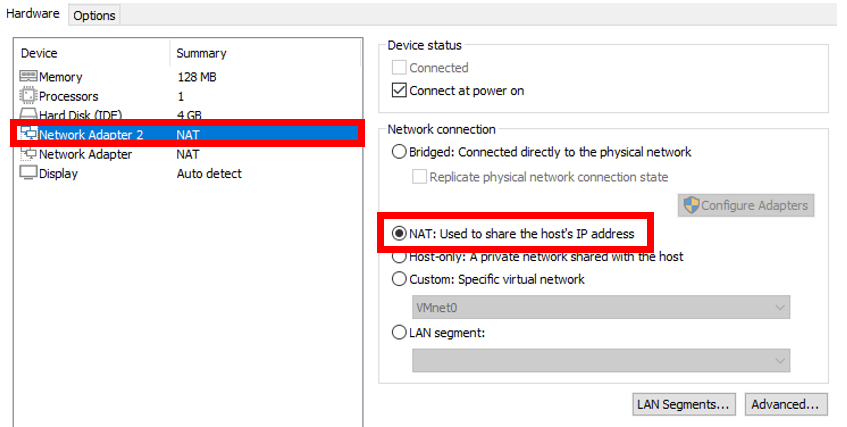 Hardware Options
Device Summary
Memory 128 MB
Processors 1
Hard Disk (IDE) 4 GB
Network Adapter 2 NAT
Network Adapter NAT
Display Auto detect
Device status
Connected
Connect at power on
Network connection
Bridged: Connected directly to the physical network
Replicate physical network connection state
Configure Adapters
NAT: Used to share the host's IP address
Host-only: A private network shared with the host
Custom: Specific virtual network
VMnet0
LAN segment:
LAN Segments... Advanced...